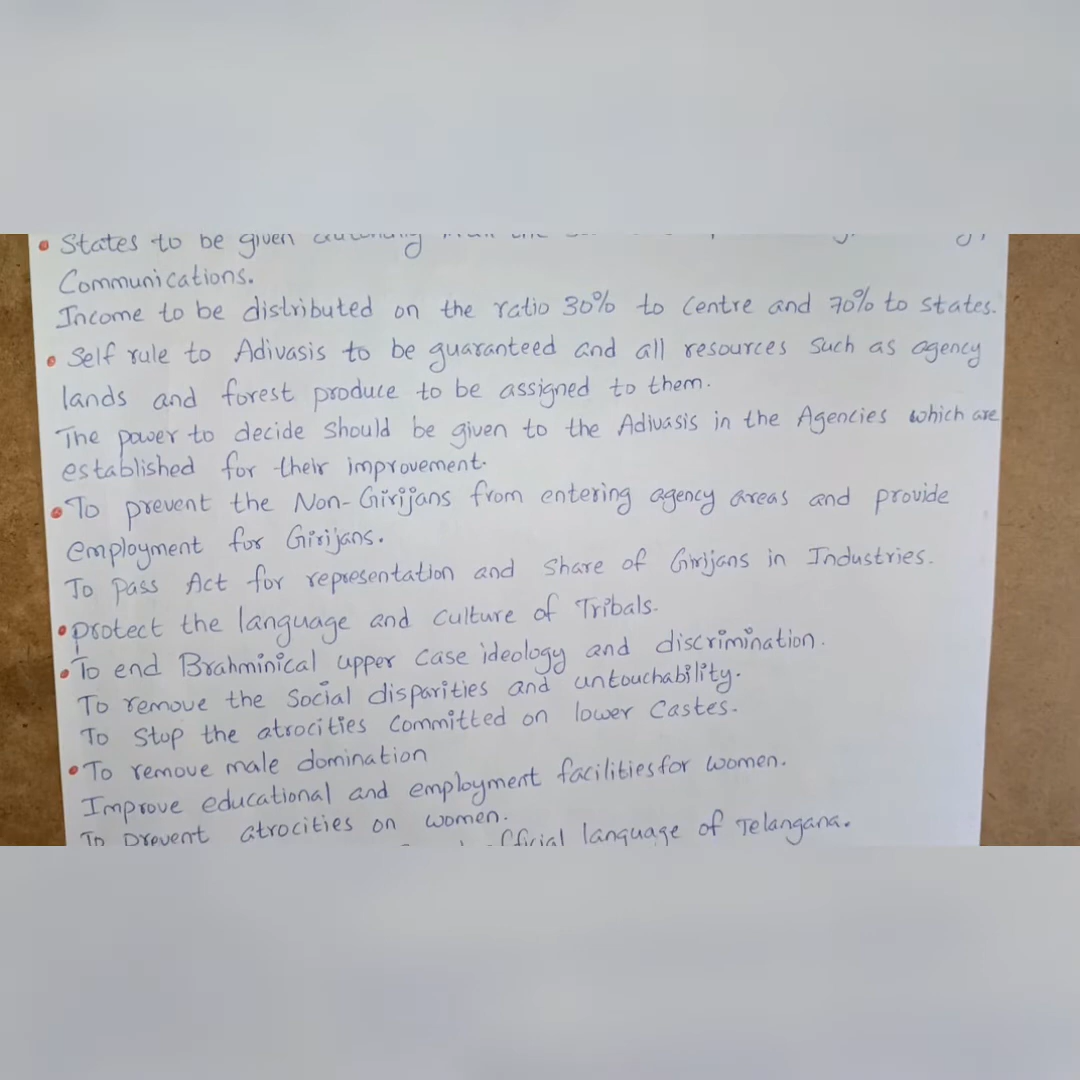 • States to be given
Communications.
Income to be distributed on the ratio 30% to Centre and 70% to states.
• Self rule to Adivasis to be guaranteed and all resources such as agency
lands and forest produce to be assigned to them.
The power to decide should be given to the Adivasis in the Agencies which are
established for their improvement.
• To prevent the Non-Girijans from entering agency areas and provide
employment for Girijans.
To pass Act for representation and share of Girijans in Industries.
• protect the language and culture of Tribals.
• To end Brahminical upper case ideology and discrimination.
To remove the Social disparities and untouchability.
To stop the atrocities committed on lower castes.
• To remove male domination
Improve educational and employment facilities for women.
To prevent atrocities on women.
language of Telangana.